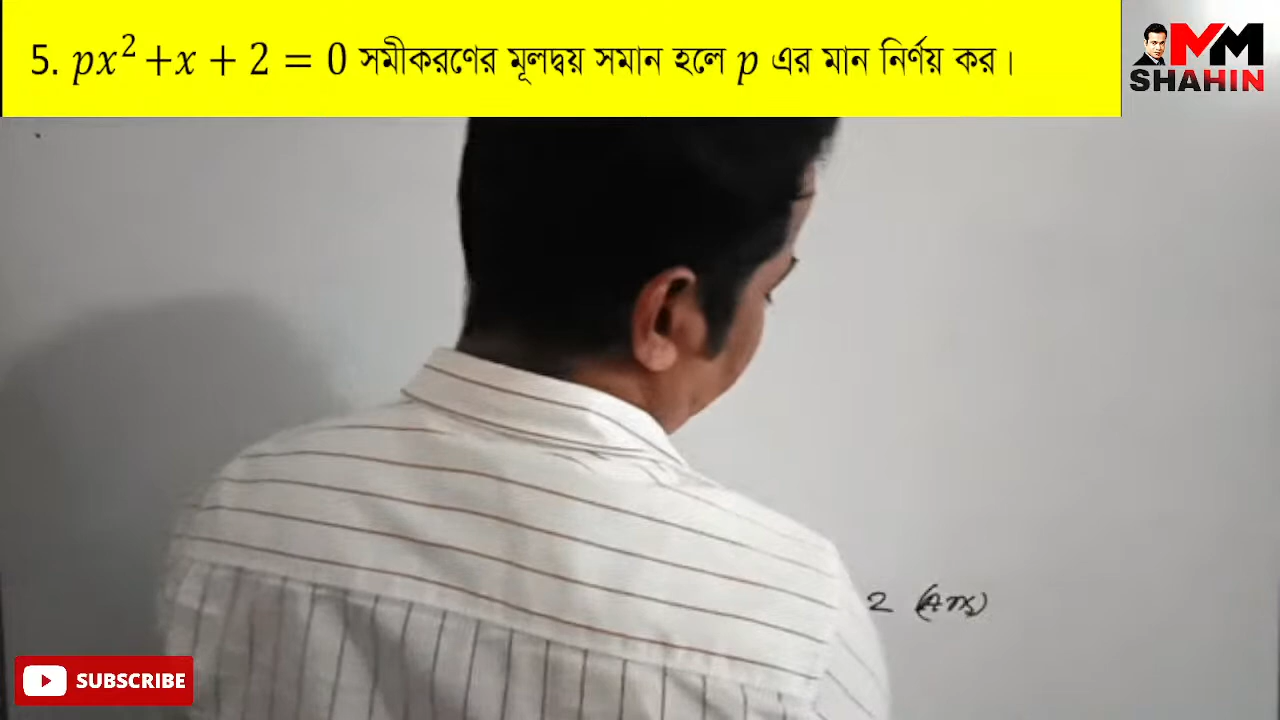 5. px² + x + 2 = 0 সমীকরণের মূলদ্বয় সমান হলে p এর মান নির্ণয় কর।
MM
SHAHIN
2 (Ans)
SUBSCRIBE